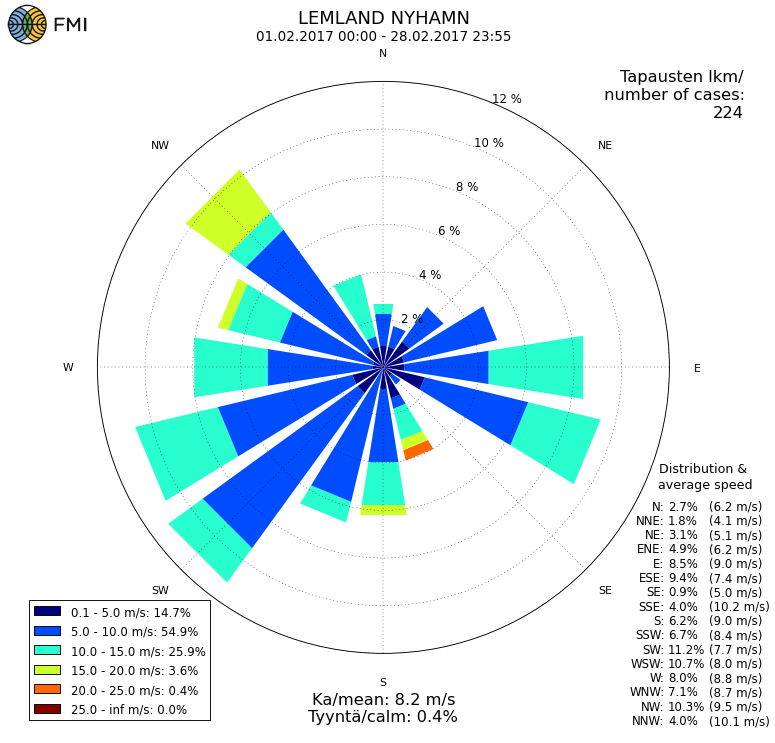 FMI
LEMLAND NYHAMN
01.02.2017 00:00 - 28.02.2017 23:55
Tapausten lkm/
number of cases:
224
N
NE
E
SE
S
SW
W
NW
12 %
10 %
8 %
6 %
4 %
2 %
Distribution &
average speed
N: 2.7% (6.2 m/s)
NNE: 1.8% (4.1 m/s)
NE: 3.1% (5.1 m/s)
ENE: 4.9% (6.2 m/s)
E: 8.5% (9.0 m/s)
ESE: 9.4% (7.4 m/s)
SE: 0.9% (5.0 m/s)
SSE: 4.0% (10.2 m/s)
S: 6.2% (9.0 m/s)
SSW: 6.7% (8.4 m/s)
SW: 11.2% (7.7 m/s)
WSW: 10.7% (8.0 m/s)
W: 8.0% (8.8 m/s)
WNW: 7.1% (8.7 m/s)
NW: 10.3% (9.5 m/s)
NNW: 4.0% (10.1 m/s)
0.1 - 5.0 m/s: 14.7%
5.0 - 10.0 m/s: 54.9%
10.0 - 15.0 m/s: 25.9%
15.0 - 20.0 m/s: 3.6%
20.0 - 25.0 m/s: 0.4%
25.0 - inf m/s: 0.0%
Ka/mean: 8.2 m/s
Tyyntä/calm: 0.4%